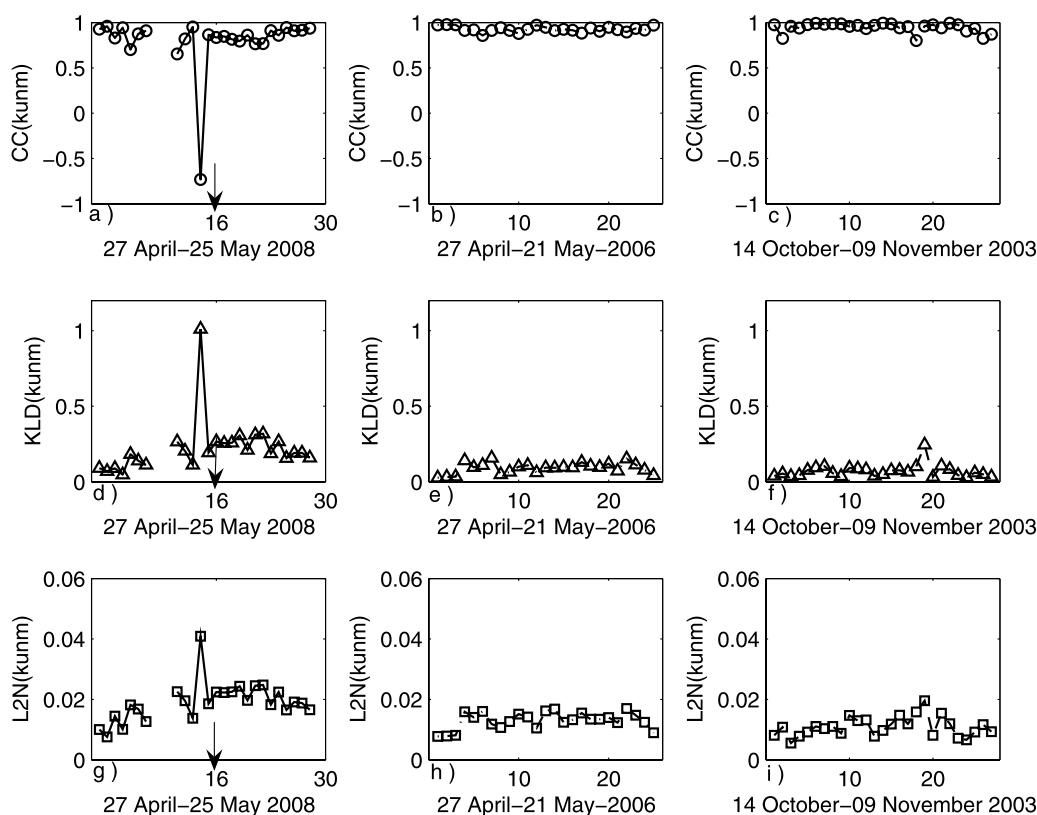 1
0.5
0
−0.5
−1
CC(kunm)
a )
16
30
27 April−25 May 2008
1
0.5
0
−0.5
−1
CC(kunm)
b )
10
20
27 April−21 May−2006
1
0.5
0
−0.5
−1
CC(kunm)
c )
10
20
14 October−09 November 2003
1
0.5
0
KLD(kunm)
d )
16
30
27 April−25 May 2008
1
0.5
0
KLD(kunm)
e )
10
20
27 April−21 May−2006
1
0.5
0
KLD(kunm)
f )
10
20
14 October−09 November 2003
0.06
0.04
0.02
0
L2N(kunm)
g )
16
30
27 April−25 May 2008
0.06
0.04
0.02
0
L2N(kunm)
h )
10
20
27 April−21 May−2006
0.06
0.04
0.02
0
L2N(kunm)
i )
10
20
14 October−09 November 2003